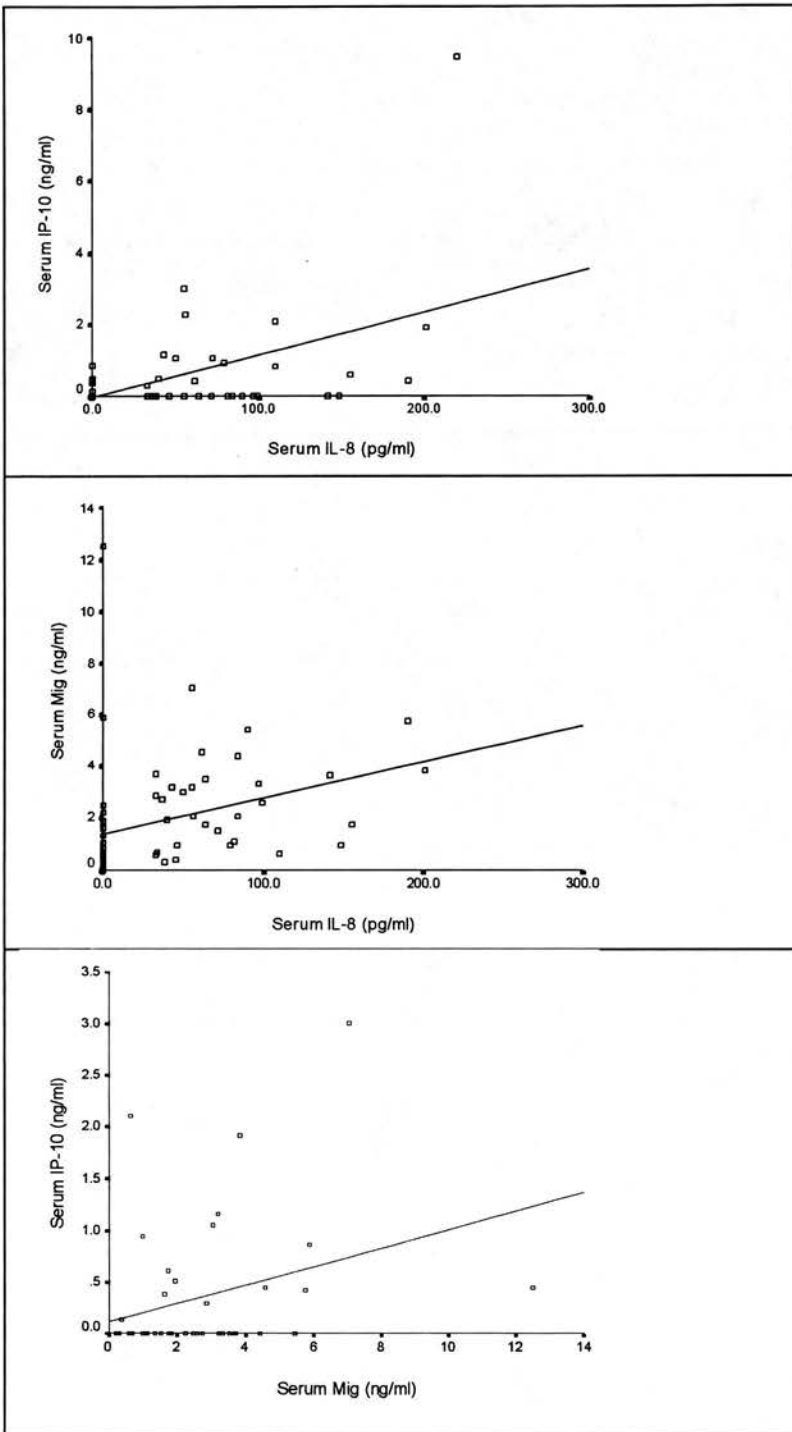 10
8
6
4
2
0
Serum IP-10 (ng/ml)
0.0 100.0 200.0 300.0
Serum IL-8 (pg/ml)
14
12
10
8
6
4
2
0
Serum Mig (ng/ml)
0.0 100.0 200.0 300.0
Serum IL-8 (pg/ml)
3.5
3.0
2.5
2.0
1.5
1.0
.5
0.0
Serum IP-10 (ng/ml)
0 2 4 6 8 10 12 14
Serum Mig (ng/ml)